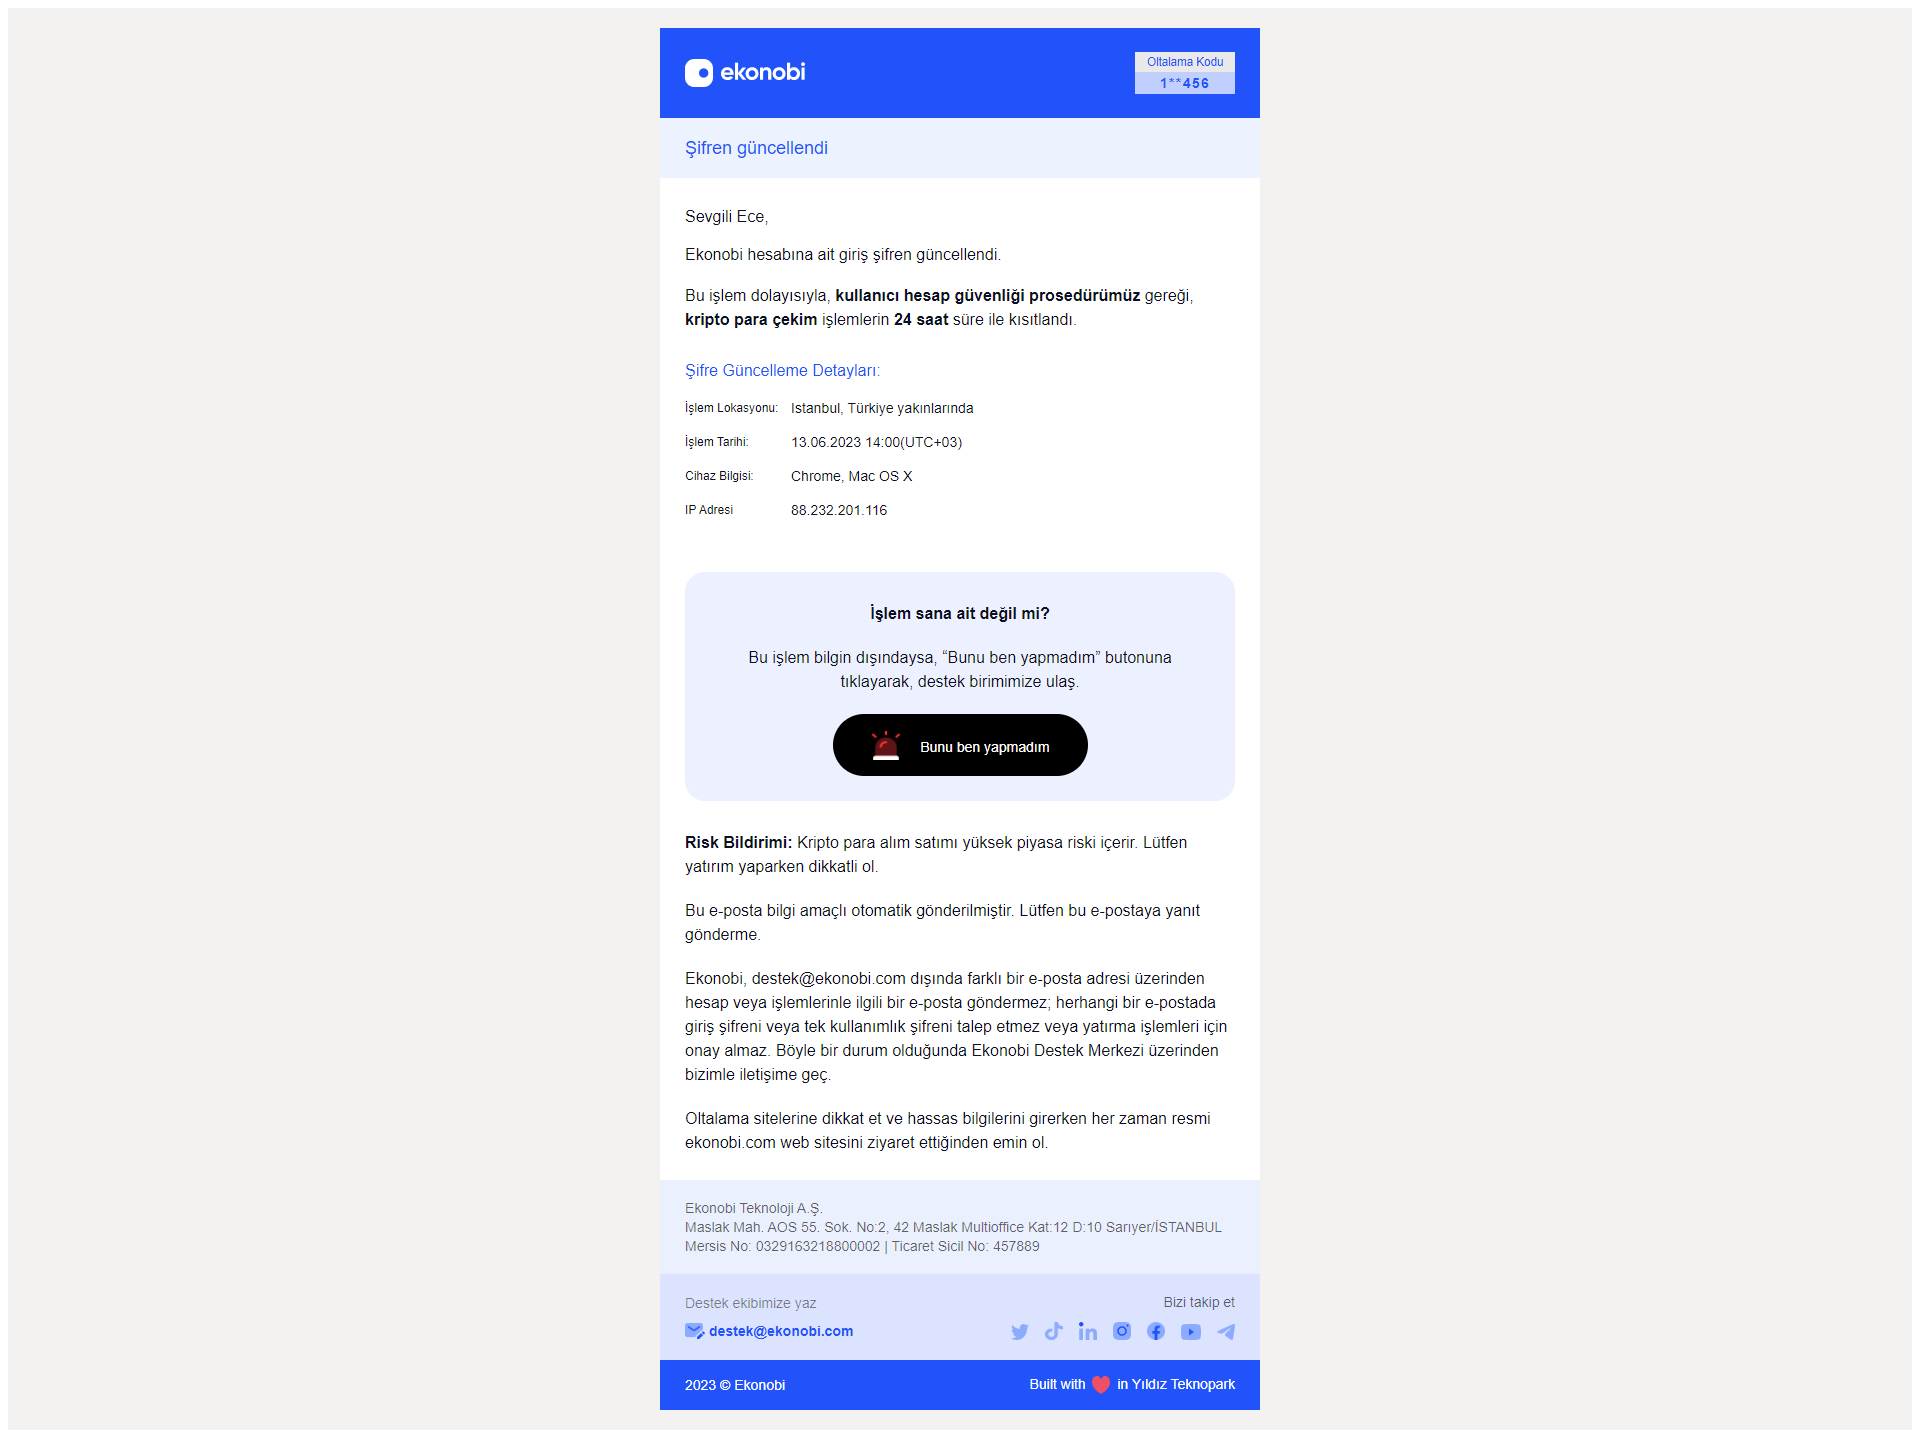 ekonobi
Oltalama Kodu
1**456
Şifren güncellendi
Sevgili Ece,
Ekonobi hesabına ait giriş şifren güncellendi.
Bu işlem dolayısıyla, kullanıcı hesap güvenliği prosedürümüz gereği,
kripto para çekim işlemlerin 24 saat süre ile kısıtlandı.
Şifre Güncelleme Detayları:
İşlem Lokasyonu: Istanbul, Türkiye yakınlarında
İşlem Tarihi: 13.06.2023 14:00(UTC+03)
Cihaz Bilgisi: Chrome, Mac OS X
IP Adresi 88.232.201.116
İşlem sana ait değil mi?
Bu işlem bilgin dışındaysa, “Bunu ben yapmadım” butonuna
tıklayarak, destek birimimize ulaş.
Bunu ben yapmadım
Risk Bildirimi: Kripto para alım satımı yüksek piyasa riski içerir. Lütfen
yatırım yaparken dikkatli ol.
Bu e-posta bilgi amaçlı otomatik gönderilmiştir. Lütfen bu e-postaya yanıt
gönderme.
Ekonobi, destek@ekonobi.com dışında farklı bir e-posta adresi üzerinden
hesap veya işlemlerinle ilgili bir e-posta göndermez; herhangi bir e-postada
giriş şifreni veya tek kullanımlık şifreni talep etmez veya yatırma işlemleri için
onay almaz. Böyle bir durum olduğunda Ekonobi Destek Merkezi üzerinden
bizimle iletişime geç.
Oltalama sitelerine dikkat et ve hassas bilgilerini girerken her zaman resmi
ekonobi.com web sitesini ziyaret ettiğinden emin ol.
Ekonobi Teknoloji A.Ş.
Maslak Mah. AOS 55. Sok. No:2, 42 Maslak Multioffice Kat:12 D:10 Sarıyer/İSTANBUL
Mersis No: 0329163218800002 | Ticaret Sicil No: 457889
Destek ekibimize yaz
destek@ekonobi.com
Bizi takip et
2023 © Ekonobi
Built with ❤ in Yıldız Teknopark